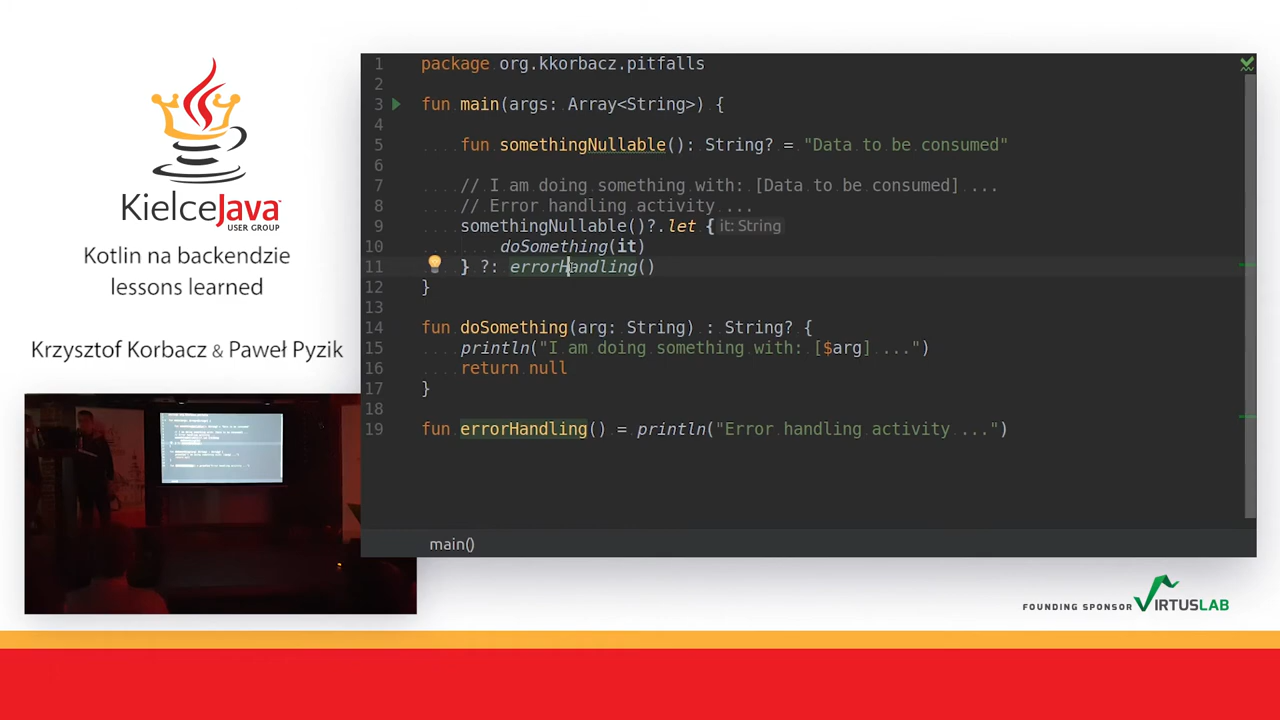 KielceJava
USER GROUP
Kotlin na backendzie
lessons learned
Krzysztof Korbacz & Paweł Pyzik
1 package org.kkorbacz.pitfalls
2
3 fun main(args: Array<String>) {
4
5 fun somethingNullable(): String? = "Data to be consumed"
6
7 // I am doing something with: [Data to be consumed] ...
8 // Error handling activity ...
9 somethingNullable()?.let { it: String
10 doSomething(it)
11 } ?: errorHandling()
12 }
13
14 fun doSomething(arg: String) : String? {
15 println("I am doing something with: [$arg] ....")
16 return null
17 }
18
19 fun errorHandling() = println("Error handling activity ...")
main()
FOUNDING SPONSOR VIRTUSLAB